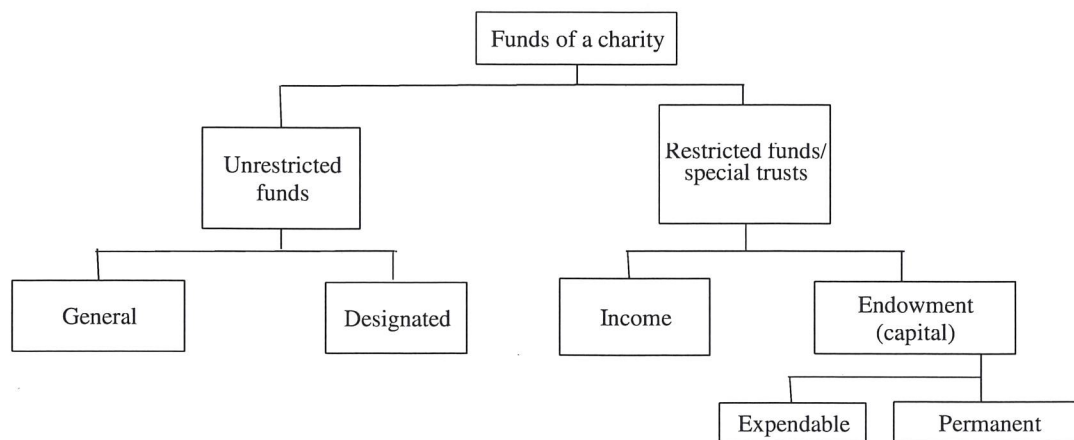 Funds of a charity
Unrestricted
funds
Restricted funds/
special trusts
General
Designated
Income
Endowment
(capital)
Expendable
Permanent